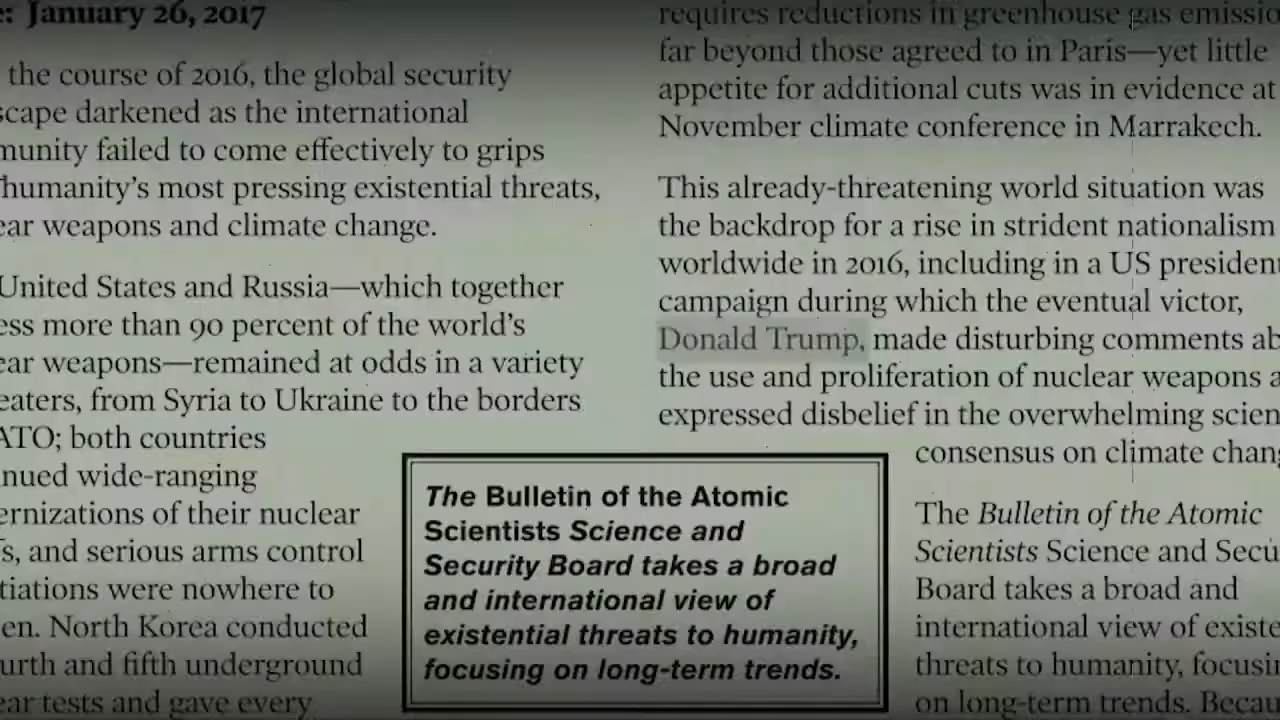 : January 26, 2017
the course of 2016, the global security
scape darkened as the international
munity failed to come effectively to grips
humanity's most pressing existential threats,
ear weapons and climate change.
United States and Russia—which together
ess more than 90 percent of the world's
ear weapons—remained at odds in a variety
eaters, from Syria to Ukraine to the borders
ATO; both countries
nued wide-ranging
ernizations of their nuclear
s, and serious arms control
tiations were nowhere to
en. North Korea conducted
urth and fifth underground
ear tests and gave every
The Bulletin of the Atomic
Scientists Science and
Security Board takes a broad
and international view of
existential threats to humanity,
focusing on long-term trends.
requires reductions in greenhouse gas emissio
far beyond those agreed to in Paris—yet little
appetite for additional cuts was in evidence at
November climate conference in Marrakech.
This already-threatening world situation was
the backdrop for a rise in strident nationalism
worldwide in 2016, including in a US president
campaign during which the eventual victor,
Donald Trump, made disturbing comments ab
the use and proliferation of nuclear weapons a
expressed disbelief in the overwhelming scien
consensus on climate chang
The Bulletin of the Atomic
Scientists Science and Secu
Board takes a broad and
international view of existe
threats to humanity, focusin
on long-term trends. Becau